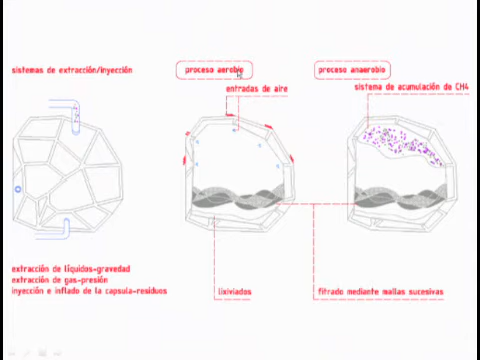 sistemas de extracción/inyección
proceso aerobio
proceso anaerobio
entradas de aire
sistema de acumulación de CH4
extracción de líquidos-gravedad
extracción de gas-presión
inyección e inflado de la capsula-residuos
lixiviados
filtrado mediante mallas sucesivas